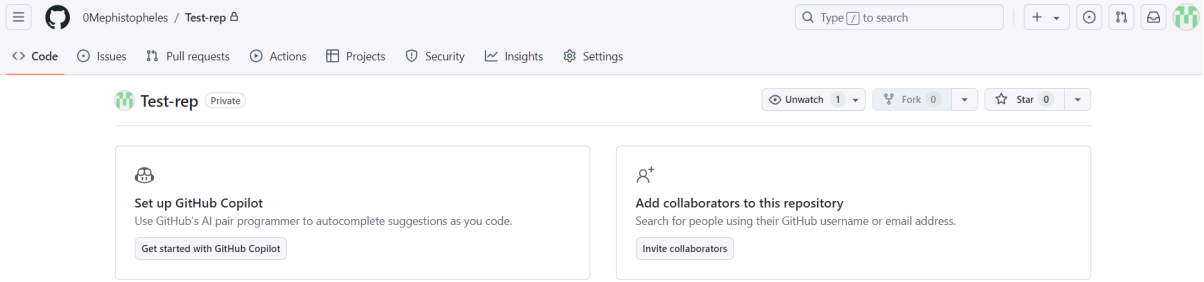 0Mephistopheles / Test-rep
Type / to search
Code Issues Pull requests Actions Projects Security Insights Settings
Test-rep Private
Unwatch 1 Fork 0 Star 0
Set up GitHub Copilot
Use GitHub's AI pair programmer to autocomplete suggestions as you code.
Get started with GitHub Copilot
Add collaborators to this repository
Search for people using their GitHub username or email address.
Invite collaborators